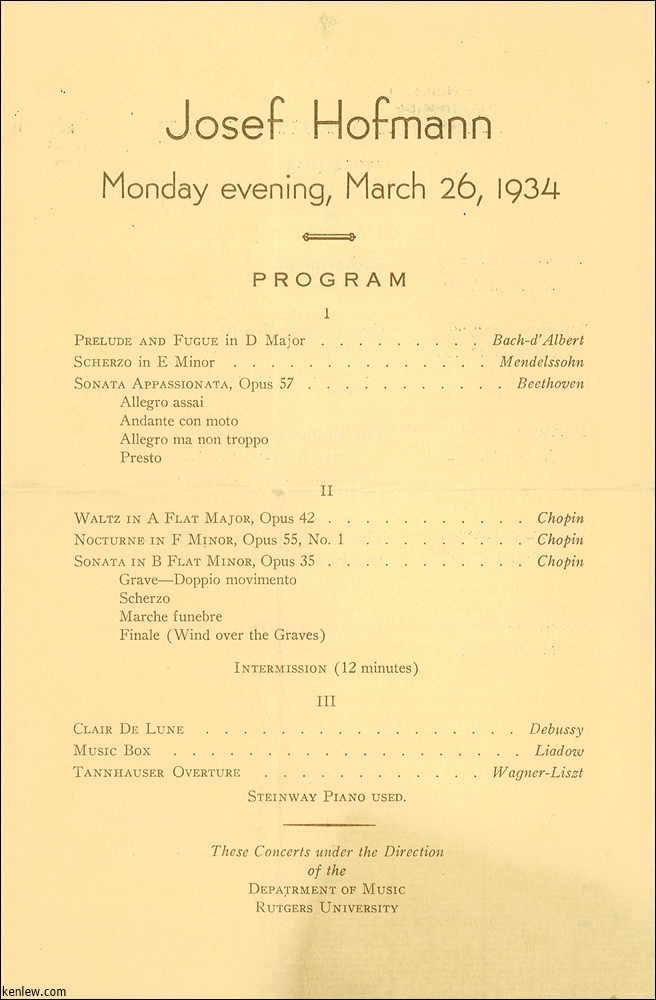 Josef Hofmann
Monday evening, March 26, 1934
PROGRAM
I
PRELUDE AND FUGUE in D Major . . . . . . . . . Bach-d'Albert
SCHERZO in E Minor . . . . . . . . . . . . . . Mendelssohn
SONATA APPASSIONATA, Opus 57 . . . . . . . . . . . Beethoven
Allegro assai
Andante con moto
Allegro ma non troppo
Presto
II
WALTZ IN A FLAT MAJOR, Opus 42 . . . . . . . . . . . Chopin
NOCTURNE IN F MINOR, Opus 55, No. 1 . . . . . . . . . Chopin
SONATA IN B FLAT MINOR, Opus 35 . . . . . . . . . . . Chopin
Grave—Doppio movimento
Scherzo
Marche funebre
Finale (Wind over the Graves)
INTERMISSION (12 minutes)
III
CLAIR DE LUNE . . . . . . . . . . . . . . . . . Debussy
MUSIC BOX . . . . . . . . . . . . . . . . . . Liadow
TANNHAUSER OVERTURE . . . . . . . . . . . . Wagner-Liszt
STEINWAY PIANO USED.
These Concerts under the Direction
of the
DEPATRMENT OF MUSIC
RUTGERS UNIVERSITY
kenlew.com